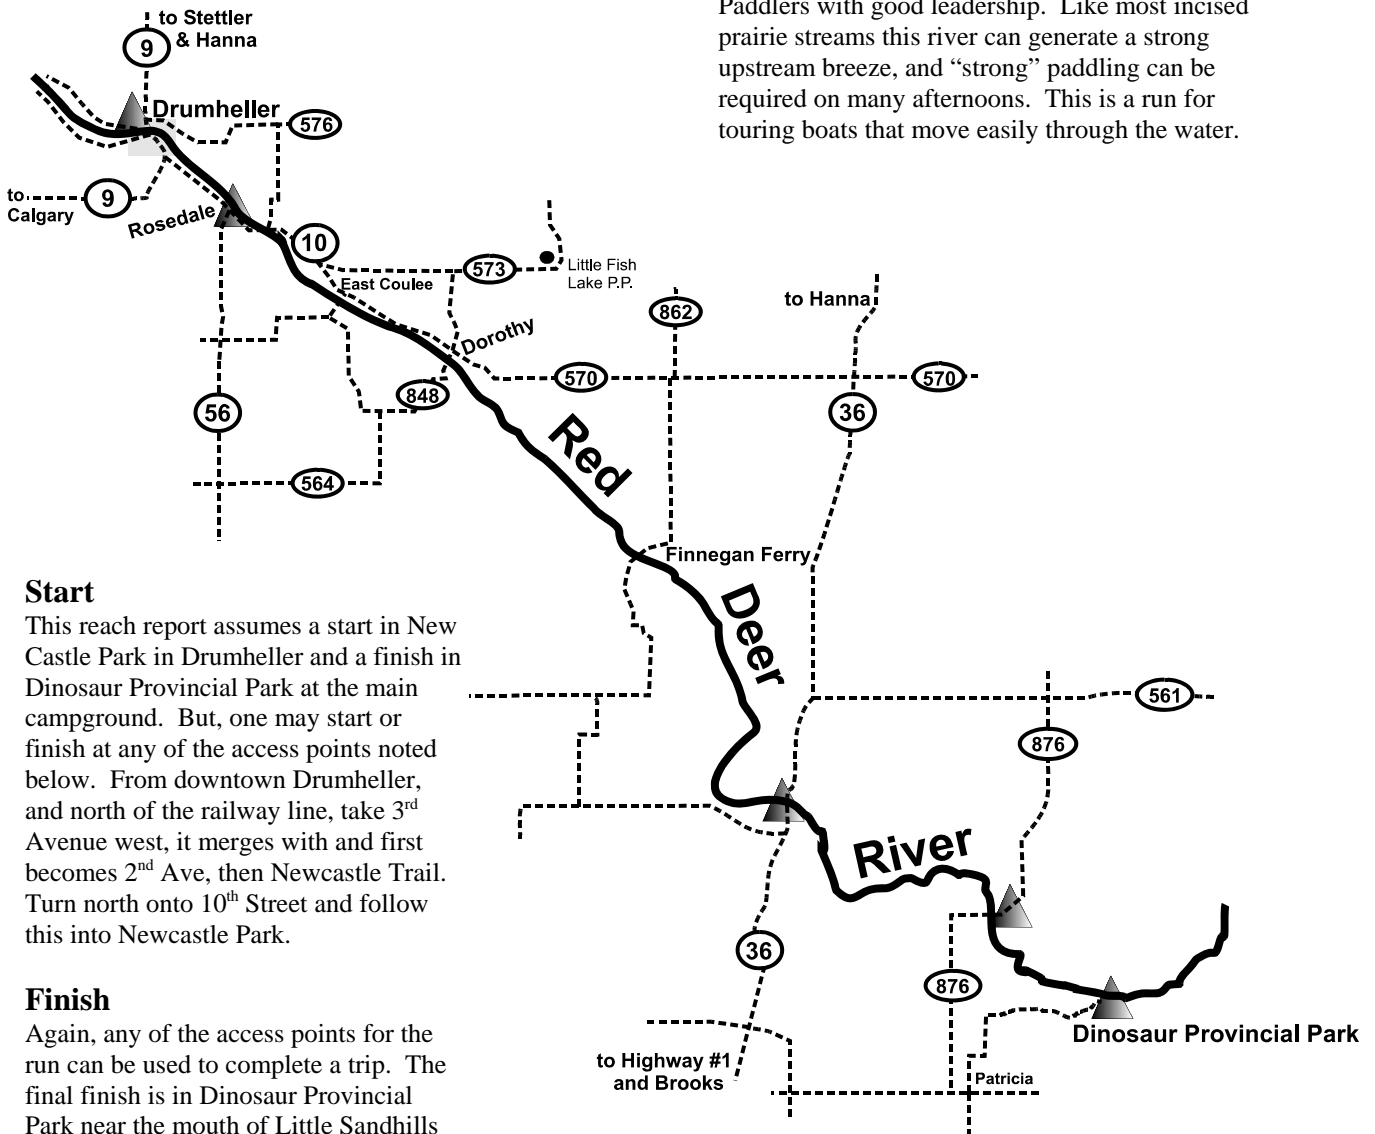 Paddlers with good leadership. Like most incised
prairie streams this river can generate a strong
upstream breeze, and “strong” paddling can be
required on many afternoons. This is a run for
touring boats that move easily through the water.
to Stettler
& Hanna
9
Drumheller
576
to
Calgary
9
Rosedale
10
573
Little Fish
Lake P.P.
East Coulee
862
to Hanna
Dorothy
570
570
848
56
36
564
Red
Finnegan Ferry
Deer
561
876
River
36
876
Dinosaur Provincial Park
to Highway #1
and Brooks
Patricia
Start
This reach report assumes a start in New
Castle Park in Drumheller and a finish in
Dinosaur Provincial Park at the main
campground. But, one may start or
finish at any of the access points noted
below. From downtown Drumheller,
and north of the railway line, take 3rd
Avenue west, it merges with and first
becomes 2nd Ave, then Newcastle Trail.
Turn north onto 10th Street and follow
this into Newcastle Park.
Finish
Again, any of the access points for the
run can be used to complete a trip. The
final finish is in Dinosaur Provincial
Park near the mouth of Little Sandhills